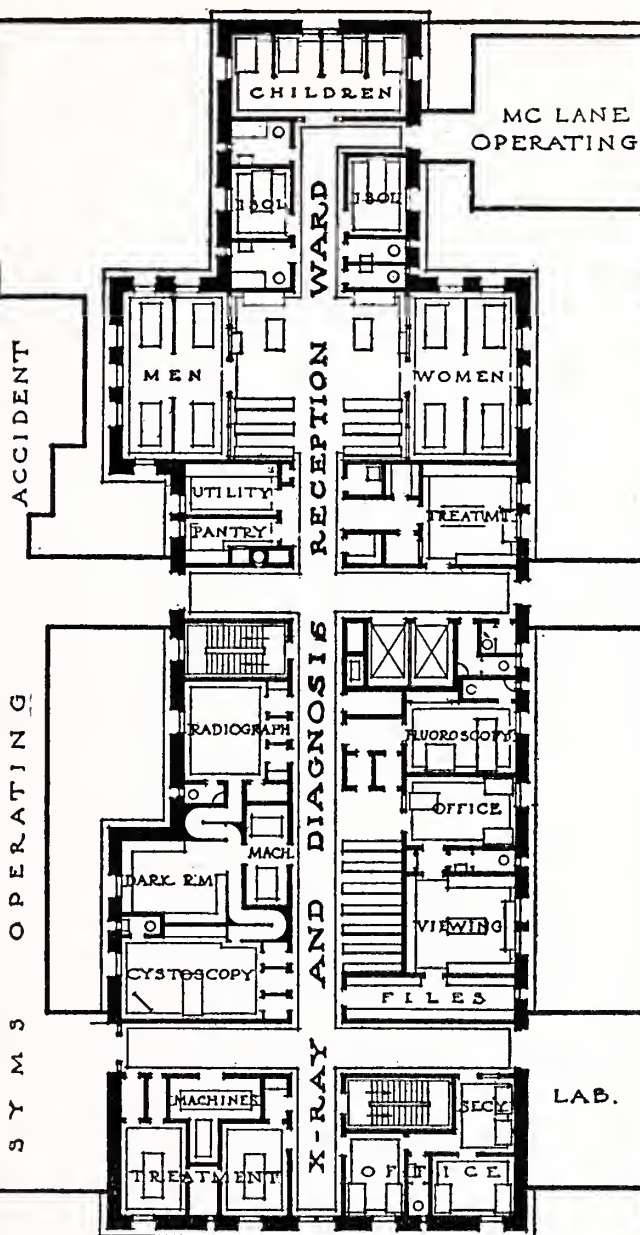 CHILDREN
MC LANE
OPERATING
ISOL
ISOL
RECEPTION WARD
MEN
WOMEN
ACCIDENT
UTILITY
PANTRY
TREATMT.
X-RAY AND DIAGNOSIS
SYMS OPERATING
RADIOGRAPH
FLUOROSCOPY
OFFICE
MACH.
DARK RM.
VIEWING
CYSTOSCOPY
FILES
MACHINES
SECY
LAB.
TREATMENT
OFFICE